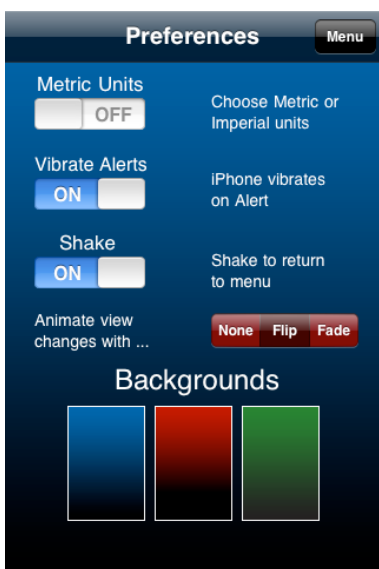 Preferences
Menu
Metric Units
OFF
Choose Metric or
Imperial units
Vibrate Alerts
ON
iPhone vibrates
on Alert
Shake
ON
Shake to return
to menu
Animate view
changes with ...
None Flip Fade
Backgrounds